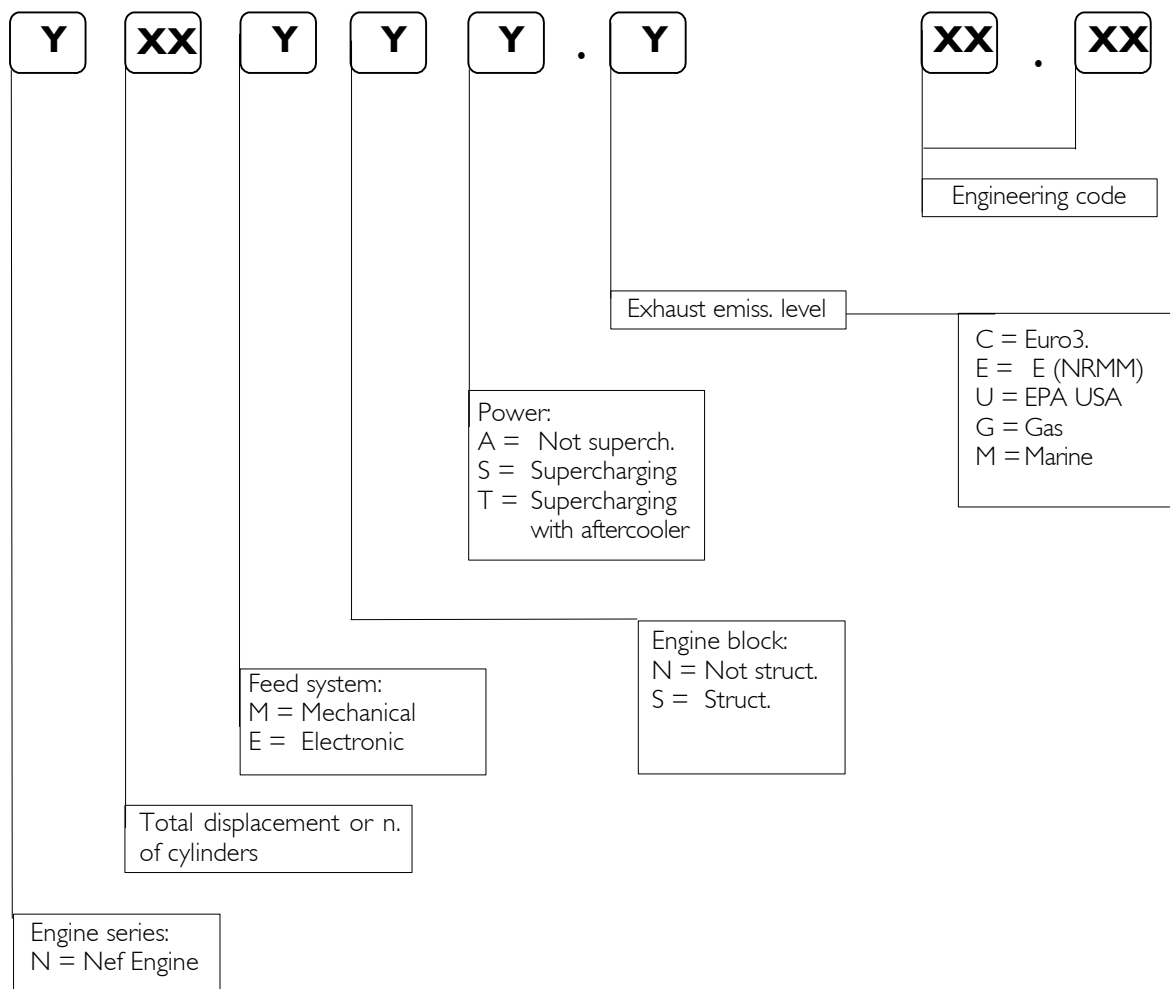 Y XX Y Y Y . Y XX . XX
Engineering code
Exhaust emiss. level
C = Euro3.
E = E (NRMM)
U = EPA USA
G = Gas
M = Marine
Power:
A = Not superch.
S = Supercharging
T = Supercharging
with aftercooler
Engine block:
N = Not struct.
S = Struct.
Feed system:
M = Mechanical
E = Electronic
Total displacement or n.
of cylinders
Engine series:
N = Nef Engine